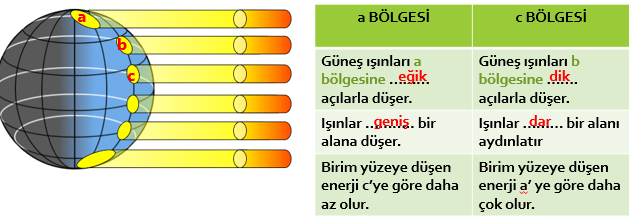 a
b
c
a BÖLGESİ
c BÖLGESİ
Güneş ışınları a
bölgesine ...eğik...
açılarla düşer.
Güneş ışınları b
bölgesine ..dik...
açılarla düşer.
Işınlar ..geniş.. bir
alana düşer.
Işınlar ..dar... bir alanı
aydınlatır
Birim yüzeye düşen
enerji c’ye göre daha
az olur.
Birim yüzeye düşen
enerji a’ ye göre daha
çok olur.